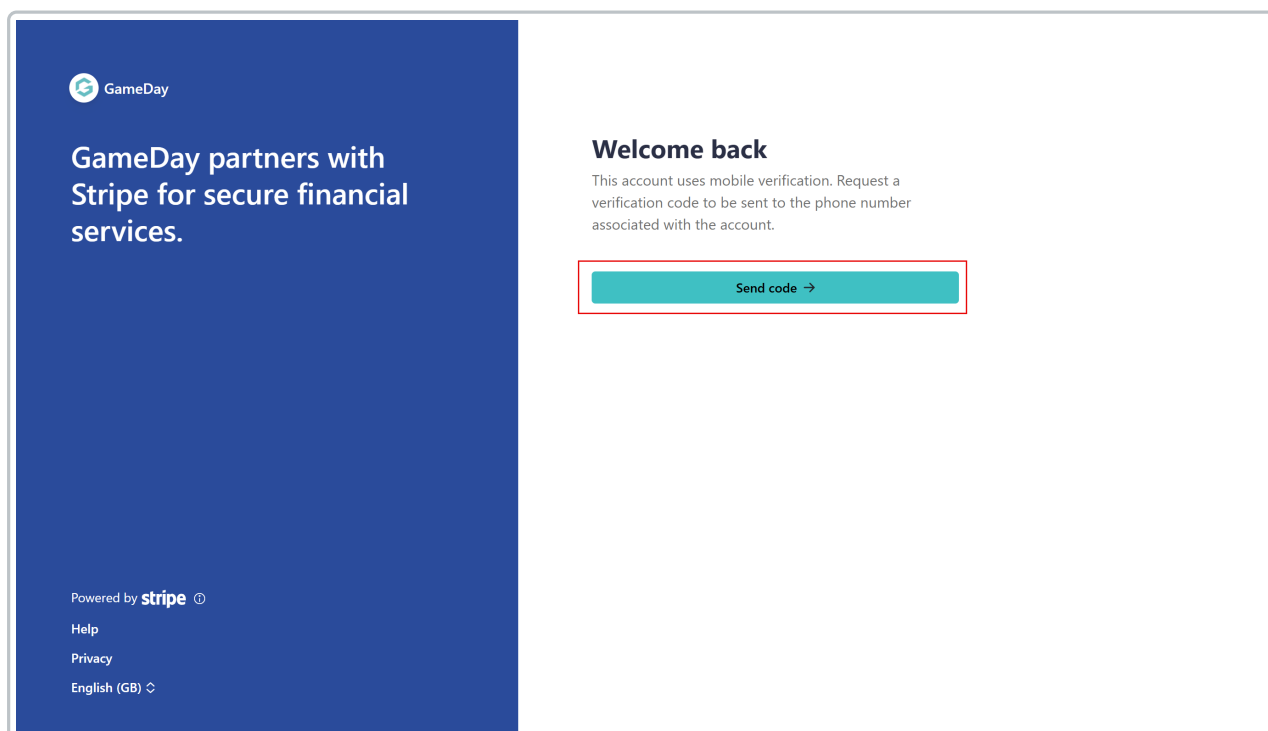 GameDay
GameDay partners with
Stripe for secure financial
services.
Powered by stripe
Help
Privacy
English (GB)
Welcome back
This account uses mobile verification. Request a
verification code to be sent to the phone number
associated with the account.
Send code →